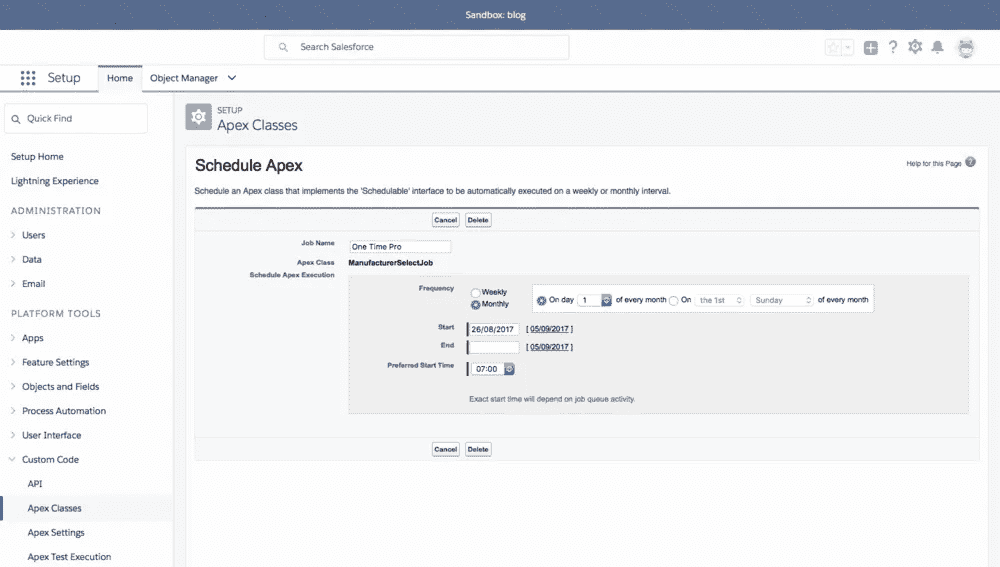 Sandbox: blog
Search Salesforce
Setup Home Object Manager
Quick Find
SETUP
Apex Classes
Setup Home
Lightning Experience
ADMINISTRATION
Users
Data
Email
PLATFORM TOOLS
Apps
Feature Settings
Objects and Fields
Process Automation
User Interface
Custom Code
API
Apex Classes
Apex Settings
Apex Test Execution
Schedule Apex
Help for this Page ?
Schedule an Apex class that implements the 'Schedulable' interface to be automatically executed on a weekly or monthly interval.
Cancel Delete
Job Name One Time Pro
Apex Class ManufacturerSelectJob
Schedule Apex Execution
Frequency Weekly
Monthly
On day 1 of every month On the 1st Sunday of every month
Start 26/08/2017 [ 05/09/2017 ]
End [ 05/09/2017 ]
Preferred Start Time 07:00
Exact start time will depend on job queue activity.
Cancel Delete